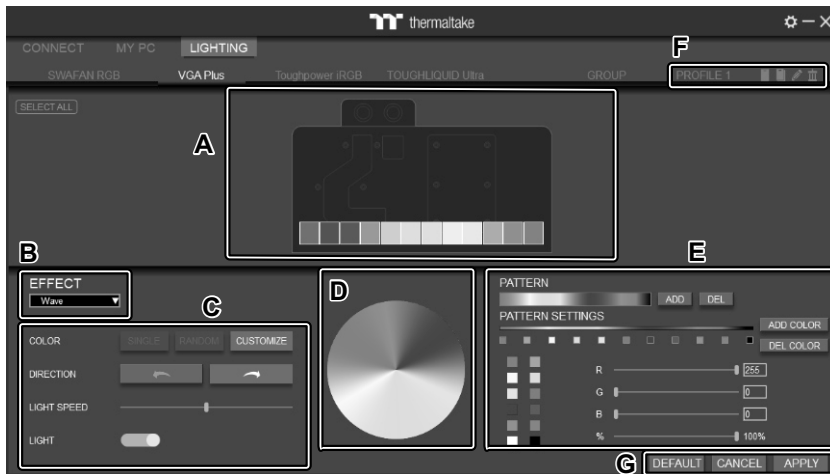 thermaltake
CONNECT MY PC LIGHTING
F
SWAFAN RGB VGA Plus Toughpower iRGB TOUGHLIQUID Ultra GROUP PROFILE 1
SELECT ALL
A
B
E
EFFECT
Wave
C
D
PATTERN
ADD DEL
PATTERN SETTINGS
ADD COLOR
COLOR SINGLE RANDOM CUSTOMIZE
DEL COLOR
DIRECTION
R 255
G 0
LIGHT SPEED
B 0
LIGHT
% 100%
G
DEFAULT CANCEL APPLY